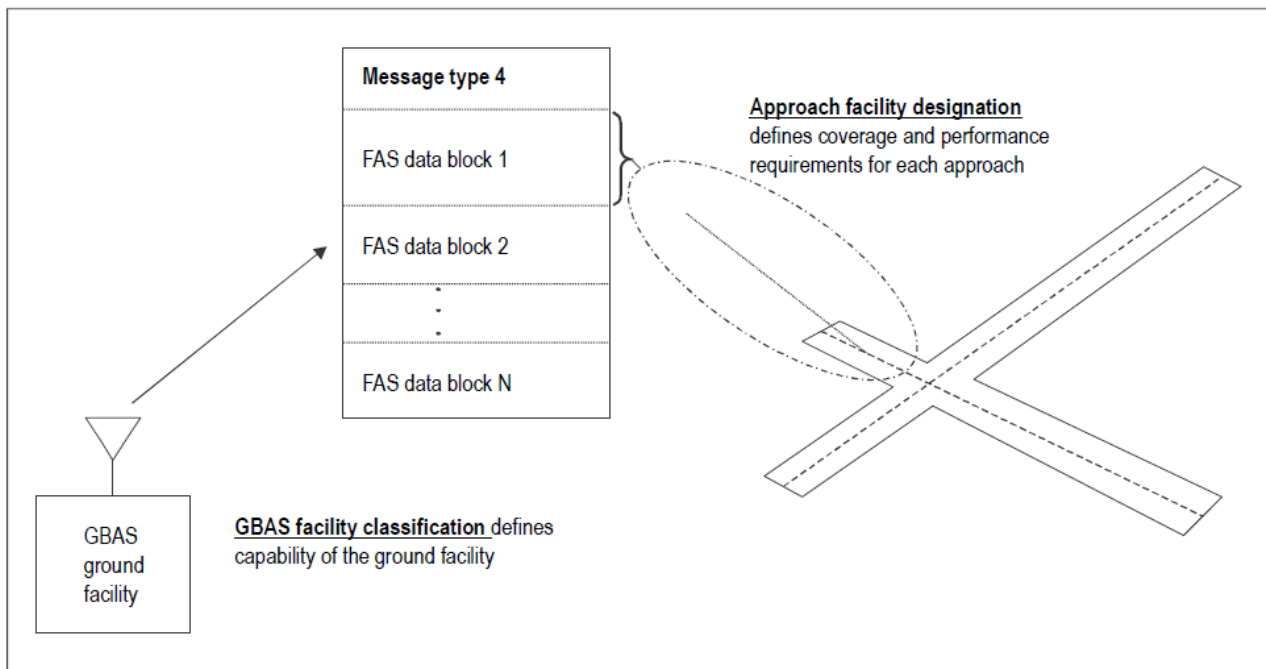 Message type 4
FAS data block 1
FAS data block 2
FAS data block N
Approach facility designation
defines coverage and performance
requirements for each approach
GBAS
ground
facility
GBAS facility classification defines
capability of the ground facility